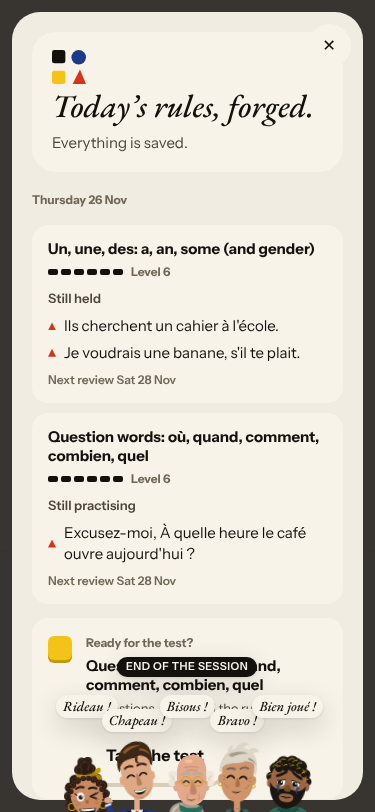 Today's rules, forged.
Everything is saved.
Thursday 26 Nov
Un, une, des: a, an, some (and gender)
Level 6
Still held
Ils cherchent un cahier à l'école.
Je voudrais une banane, s'il te plait.
Next review Sat 28 Nov
Question words: où, quand, comment,
combien, quel
Level 6
Still practising
Excusez-moi, À quelle heure le café
ouvre aujourd'hui ?
Next review Sat 28 Nov
Ready for the test?
END OF THE SESSION
comment, combien, quel
Rideau !
Bisous !
Bien joué !
Chapeau !
Bravo !
test